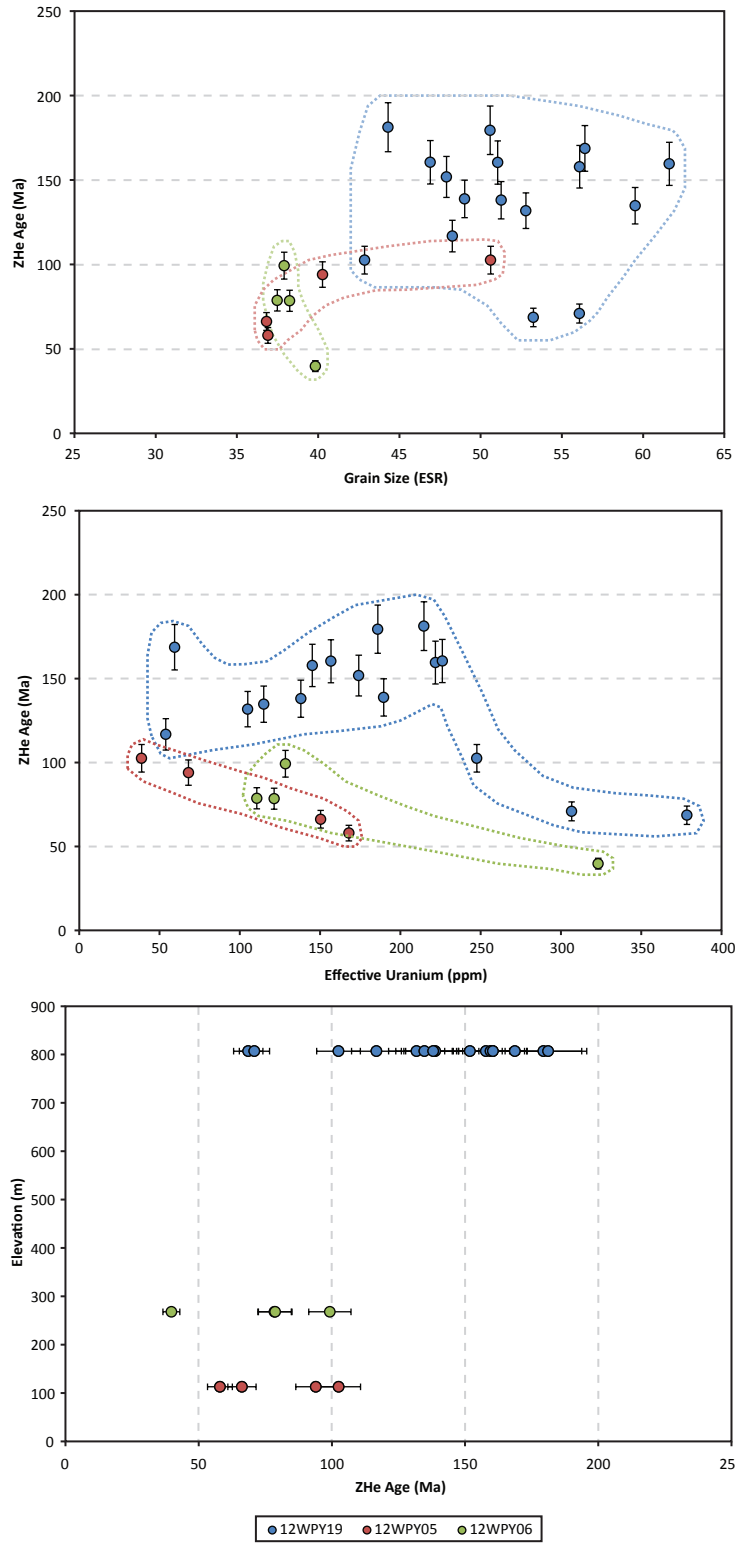 250
200
150
100
50
0
ZHe Age (Ma)
25 30 35 40 45 50 55 60 65
Grain Size (ESR)
250
200
150
100
50
0
ZHe Age (Ma)
0 50 100 150 200 250 300 350 400
Effective Uranium (ppm)
900
800
700
600
500
400
300
200
100
0
Elevation (m)
0 50 100 150 200 25
ZHe Age (Ma)
12WPY19 12WPY05 12WPY06